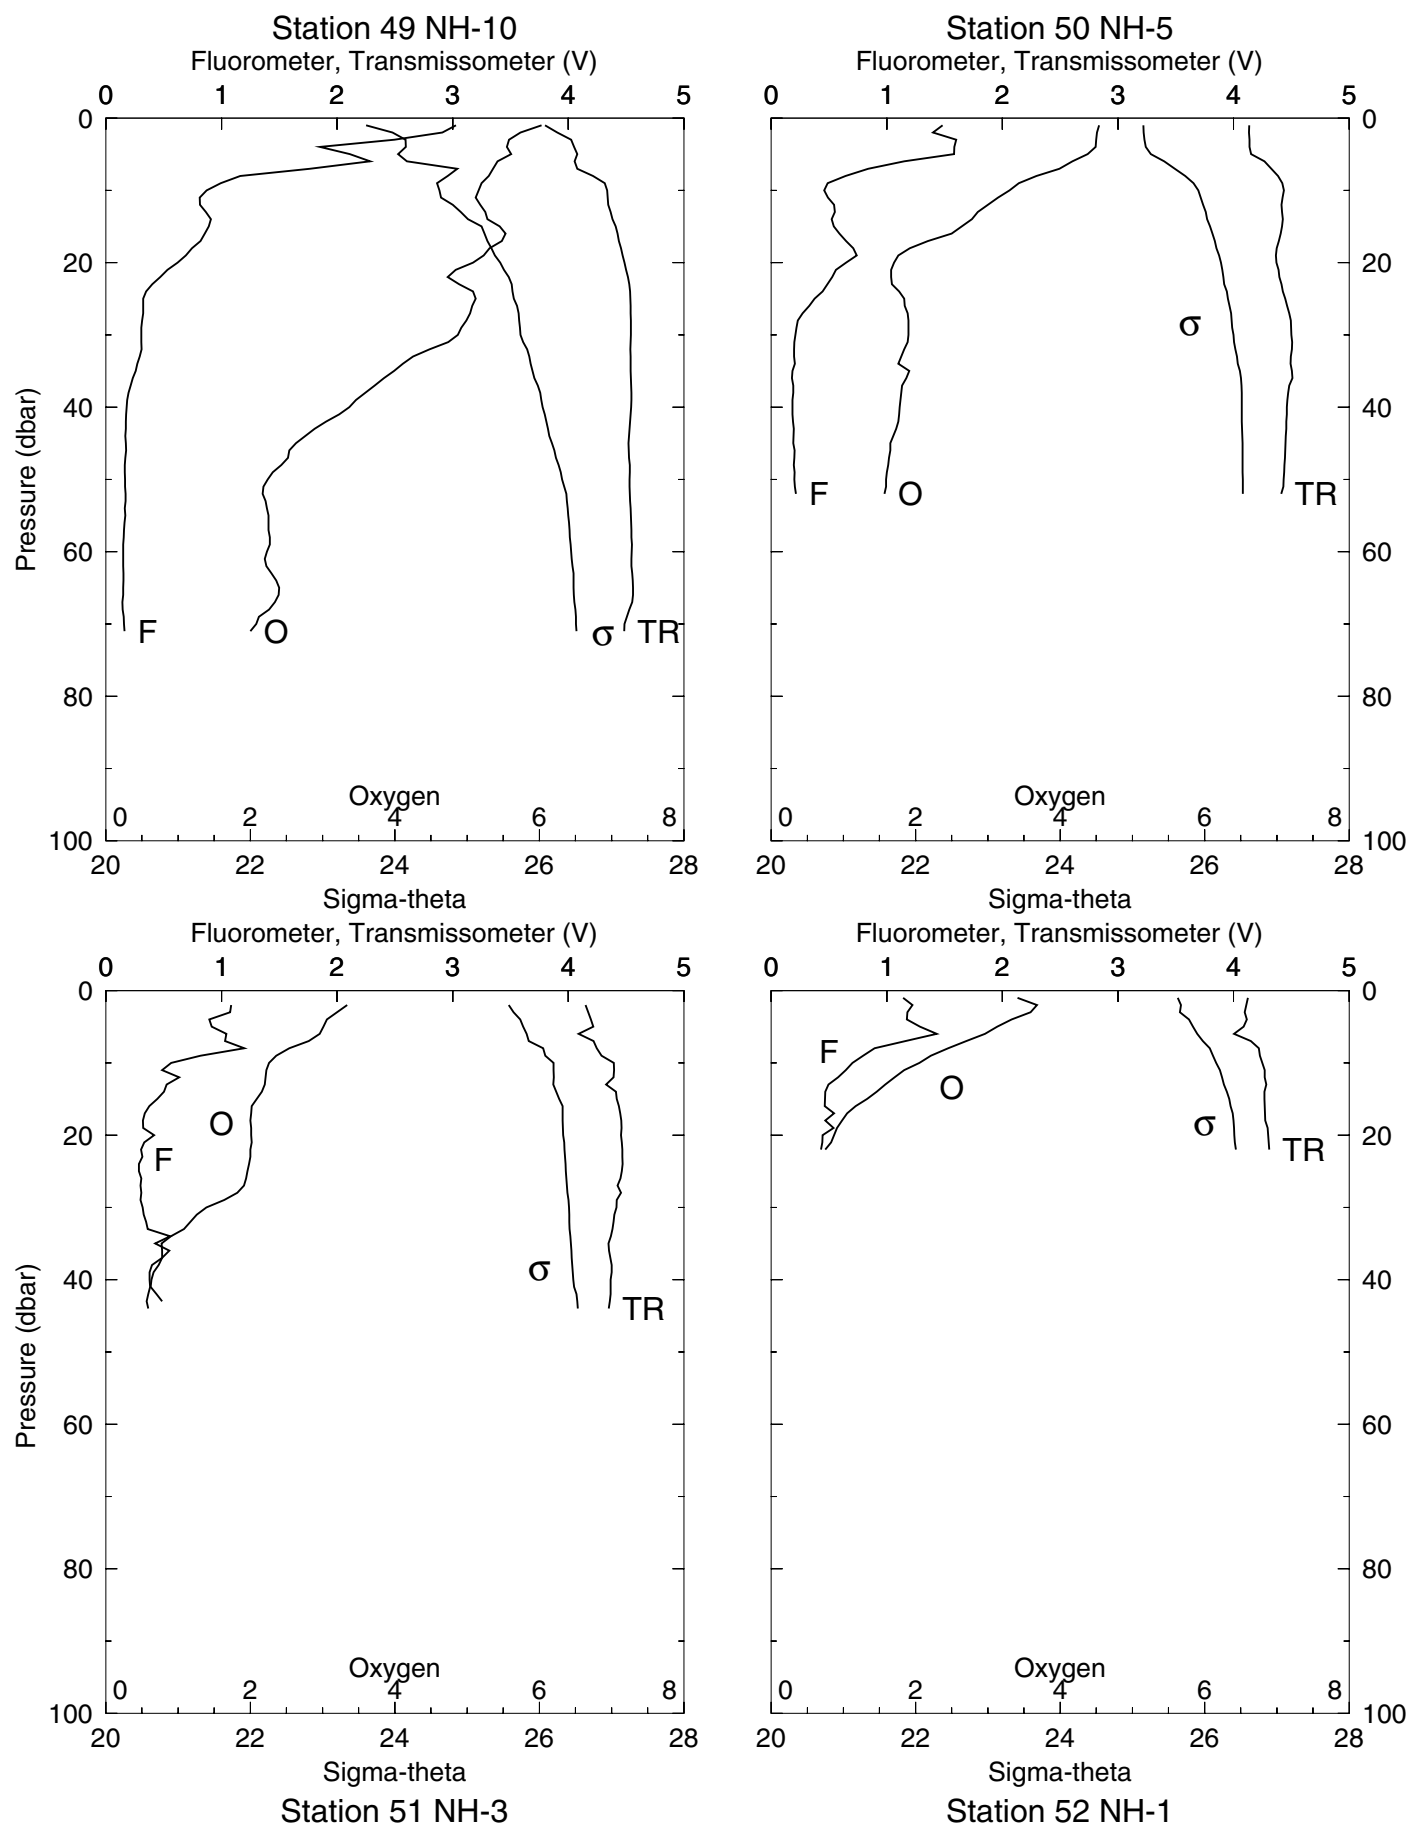 Station 49 NH-10
Fluorometer, Transmissometer (V)
0 1 2 3 4 5
0
20
40
60
80
100
Pressure (dbar)
F O σ TR
Oxygen
0 2 4 6 8
20 22 24 26 28
Sigma-theta
Station 50 NH-5
Fluorometer, Transmissometer (V)
0 1 2 3 4 5
0
20
40
60
80
100
σ
F O TR
Oxygen
0 2 4 6 8
20 22 24 26 28
Sigma-theta
Fluorometer, Transmissometer (V)
0 1 2 3 4 5
0
20
40
60
80
100
Pressure (dbar)
O
F
σ
TR
Oxygen
0 2 4 6 8
20 22 24 26 28
Sigma-theta
Station 51 NH-3
Fluorometer, Transmissometer (V)
0 1 2 3 4 5
0
20
40
60
80
100
F
O
σ
TR
Oxygen
0 2 4 6 8
20 22 24 26 28
Sigma-theta
Station 52 NH-1